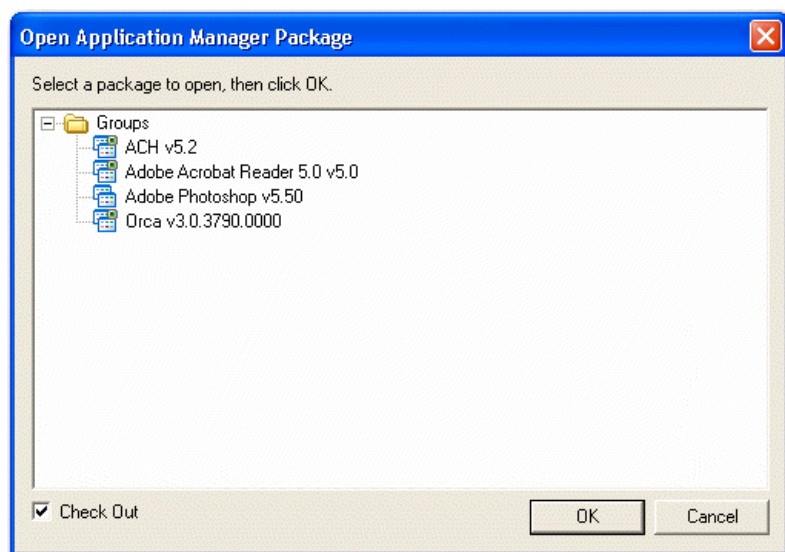 Open Application Manager Package
Select a package to open, then click OK.
Groups
ACH v5.2
Adobe Acrobat Reader 5.0 v5.0
Adobe Photoshop v5.50
Orca v3.0.3790.0000
Check Out
OK
Cancel